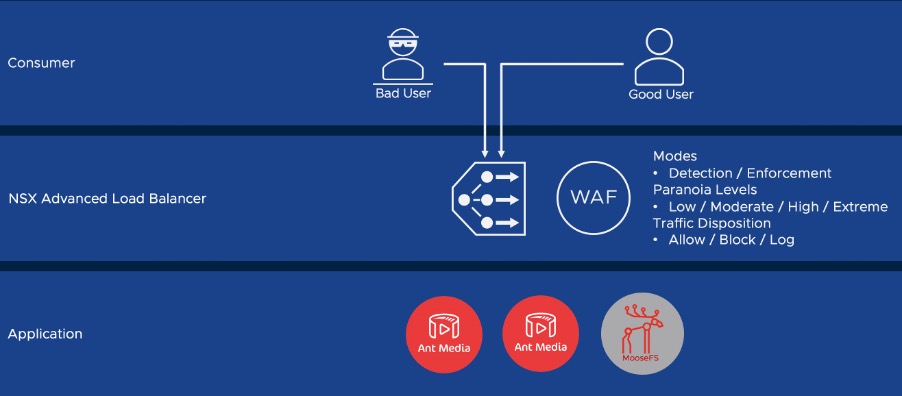 Consumer
Bad User
Good User
NSX Advanced Load Balancer
WAF
Modes
• Detection / Enforcement
Paranoia Levels
• Low / Moderate / High / Extreme
Traffic Disposition
• Allow / Block / Log
Application
Ant Media
Ant Media
MooseFS